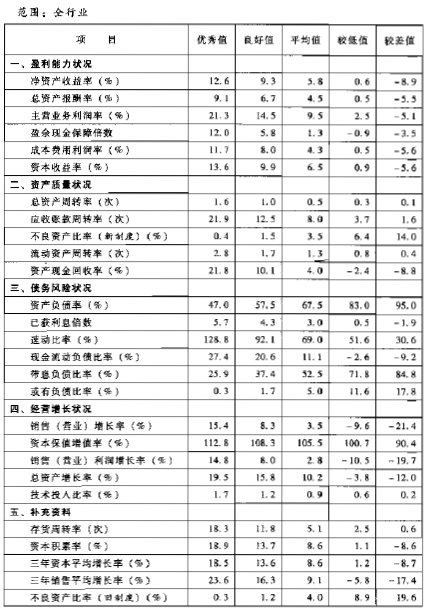 范围：全行业
项 目 优秀值 良好值 平均值 较低值 较差值
一、盈利能力状况
净资产收益率（%） 12.6 9.3 5.8 0.6 -8.9
总资产报酬率（%） 9.1 6.7 4.5 0.5 -5.5
主营业务利润率（%） 21.3 14.5 9.5 2.5 -5.1
盈余现金保障倍数 12.0 5.8 1.3 -0.9 -3.5
成本费用利润率（%） 11.7 8.0 4.3 0.5 -5.6
资本收益率（%） 13.6 9.9 6.5 0.9 -5.6
二、资产质量状况
总资产周转率（次） 1.6 1.0 0.5 0.3 0.1
应收账款周转率（次） 21.9 12.5 8.0 3.7 1.6
不良资产比率（新制度）（%） 0.4 1.5 3.5 6.4 14.0
流动资产周转率（次） 2.8 1.7 1.3 0.8 0.4
资产现金回收率（%） 21.8 10.1 4.0 -2.4 -8.8
三、债务风险状况
资产负债率（%） 47.0 57.5 67.5 83.0 95.0
已获利息倍数 5.7 4.3 3.0 0.5 -1.9
速动比率（%） 128.8 92.1 69.0 51.6 30.6
现金流动负债比率（%） 27.4 20.6 11.1 -2.6 -9.2
带息负债比率（%） 25.9 37.4 52.5 71.8 84.8
或有负债比率（%） 0.3 1.7 5.0 11.6 17.8
四、经营增长状况
销售（营业）增长率（%） 15.4 8.3 3.5 -9.6 -21.4
资本保值增值率（%） 112.8 108.3 105.5 100.7 90.4
销售（营业）利润增长率（%） 14.8 8.0 2.8 -10.5 -19.7
总资产增长率（%） 19.5 15.8 10.2 -3.8 -12.0
技术投入比率（%） 1.7 1.2 0.9 0.6 0.2
五、补充资料
存货周转率（次） 18.3 11.8 5.1 2.5 0.6
资本积累率（%） 18.9 13.7 8.6 1.1 -8.6
三年资本平均增长率（%） 18.5 13.6 8.6 1.2 -8.7
三年销售平均增长率（%） 23.6 16.3 9.1 -5.8 -17.4
不良资产比率（旧制度）（%） 0.3 1.2 4.0 8.9 19.6